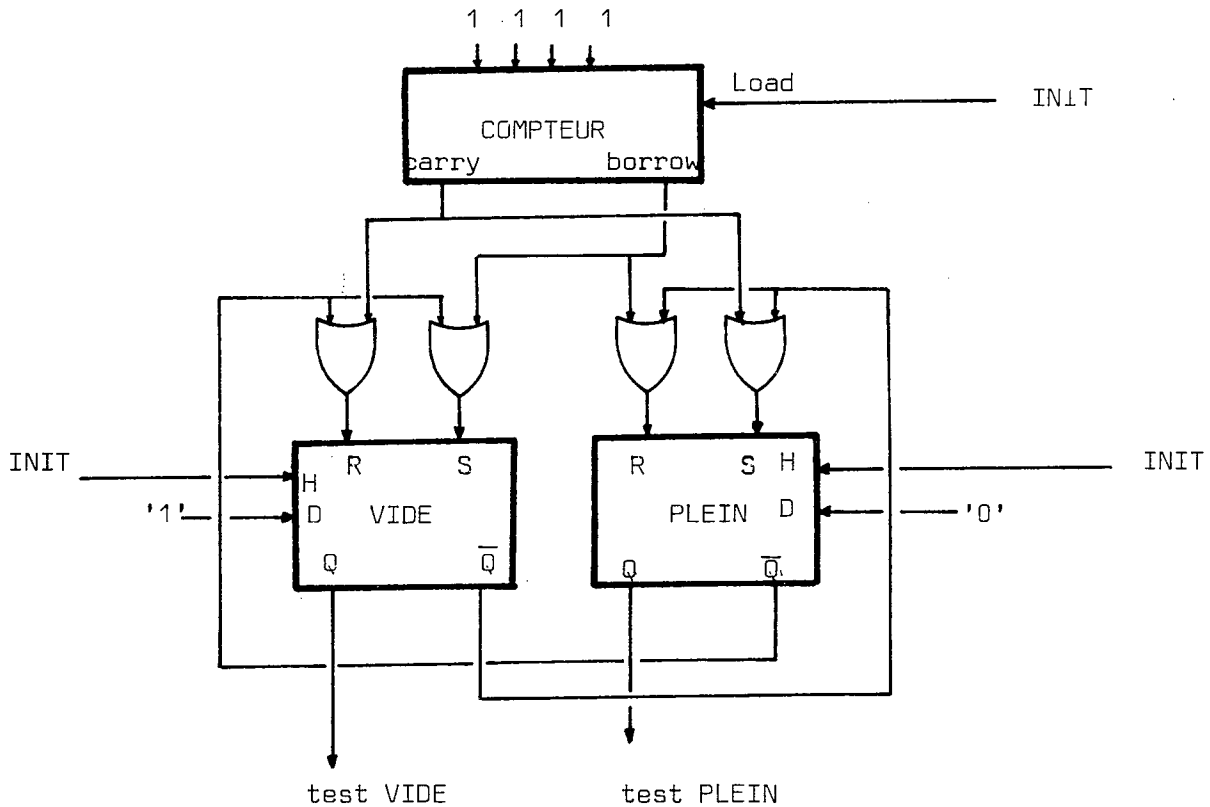 1 1 1 1
Load
INIT
COMPTEUR
carry borrow
INIT
R S
H
'1'
D
VIDE
Q Q̅
R S H
INIT
PLEIN
D
'0'
Q Q̅
test VIDE
test PLEIN